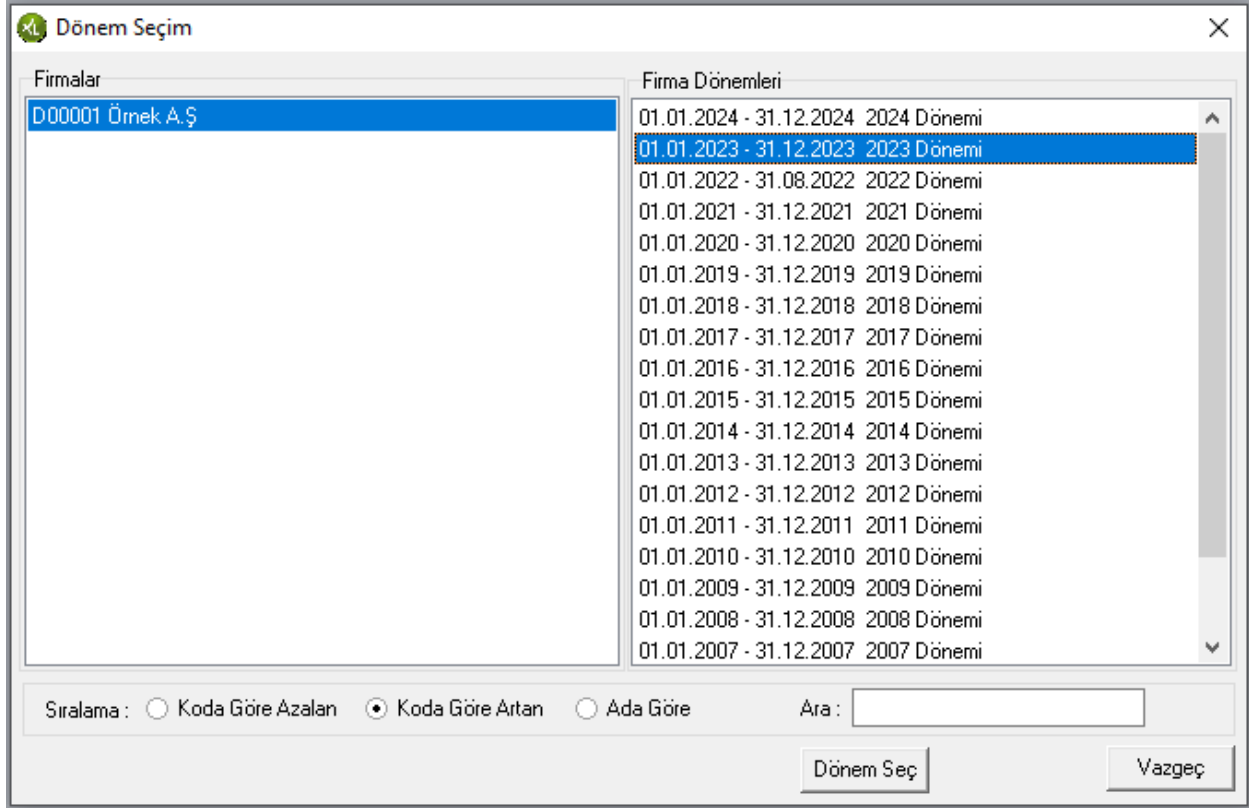 XL Dönem Seçim
Firmalar
D00001 Örnek A.Ş
Firma Dönemleri
01.01.2024 - 31.12.2024 2024 Dönemi
01.01.2023 - 31.12.2023 2023 Dönemi
01.01.2022 - 31.08.2022 2022 Dönemi
01.01.2021 - 31.12.2021 2021 Dönemi
01.01.2020 - 31.12.2020 2020 Dönemi
01.01.2019 - 31.12.2019 2019 Dönemi
01.01.2018 - 31.12.2018 2018 Dönemi
01.01.2017 - 31.12.2017 2017 Dönemi
01.01.2016 - 31.12.2016 2016 Dönemi
01.01.2015 - 31.12.2015 2015 Dönemi
01.01.2014 - 31.12.2014 2014 Dönemi
01.01.2013 - 31.12.2013 2013 Dönemi
01.01.2012 - 31.12.2012 2012 Dönemi
01.01.2011 - 31.12.2011 2011 Dönemi
01.01.2010 - 31.12.2010 2010 Dönemi
01.01.2009 - 31.12.2009 2009 Dönemi
01.01.2008 - 31.12.2008 2008 Dönemi
01.01.2007 - 31.12.2007 2007 Dönemi
Sıralama : Koda Göre Azalan Koda Göre Artan Ada Göre Ara :
Dönem Seç Vazgeç